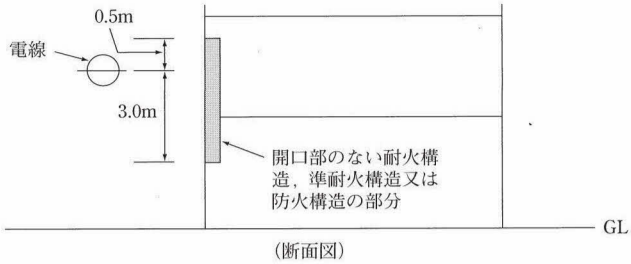 0.5m
電線
3.0m
開口部のない耐火構
造，準耐火構造又は
防火構造の部分
GL
(断面図)